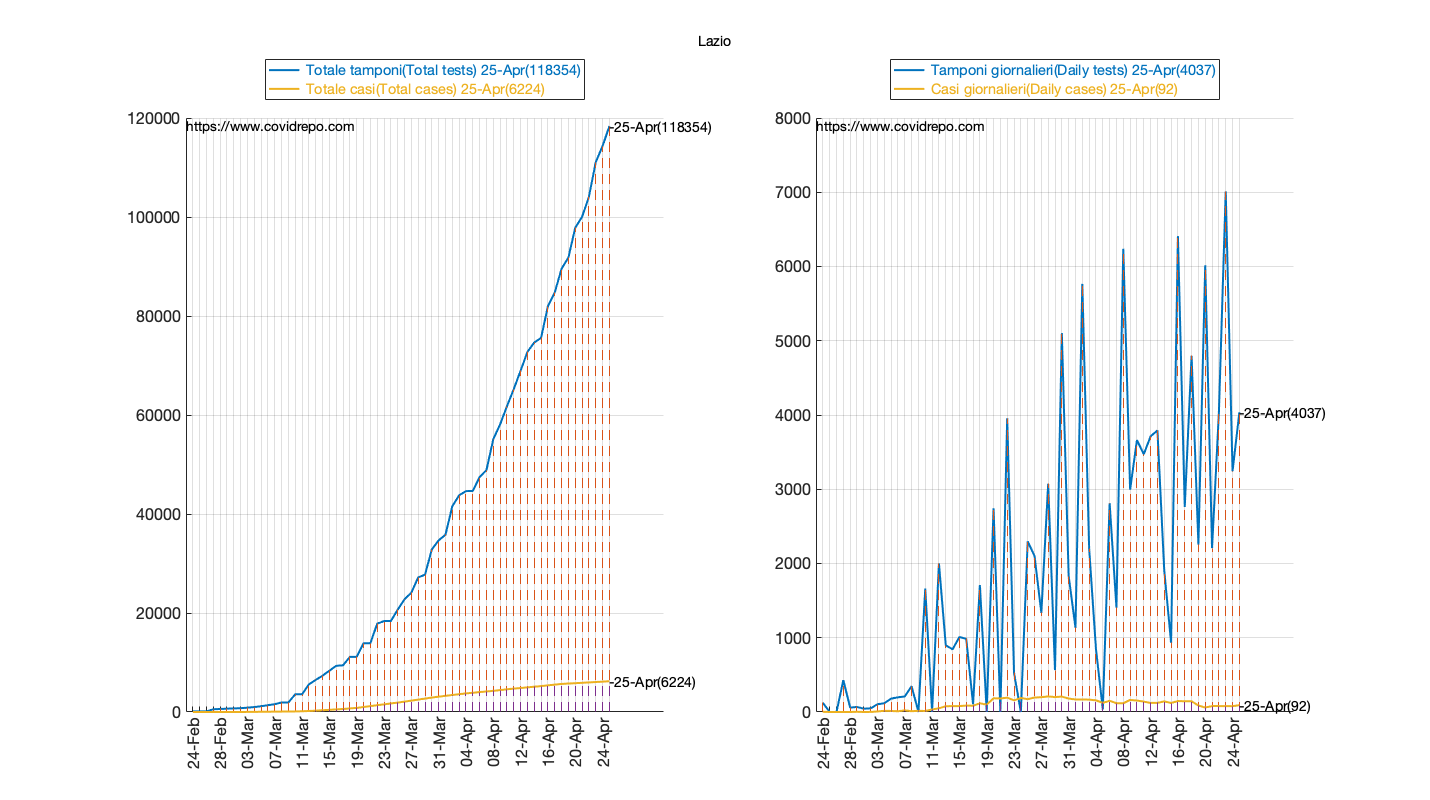 Lazio
Totale tamponi(Total tests) 25-Apr(118354)
Totale casi(Total cases) 25-Apr(6224)
https://www.covidrepo.com
25-Apr(118354)
120000
100000
80000
60000
40000
20000
0
25-Apr(6224)
24-Feb
28-Feb
03-Mar
07-Mar
11-Mar
15-Mar
19-Mar
23-Mar
27-Mar
31-Mar
04-Apr
08-Apr
12-Apr
16-Apr
20-Apr
24-Apr
Tamponi giornalieri(Daily tests) 25-Apr(4037)
Casi giornalieri(Daily cases) 25-Apr(92)
https://www.covidrepo.com
8000
7000
6000
5000
4000
3000
2000
1000
0
25-Apr(4037)
25-Apr(92)
24-Feb
28-Feb
03-Mar
07-Mar
11-Mar
15-Mar
19-Mar
23-Mar
27-Mar
31-Mar
04-Apr
08-Apr
12-Apr
16-Apr
20-Apr
24-Apr